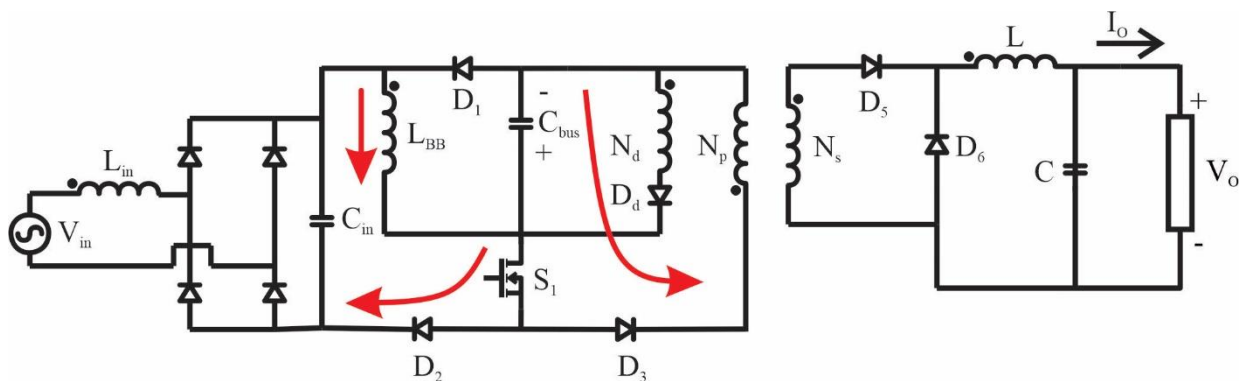 L_in
V_in
C_in
L_BB
D_1
-
C_bus
+
S_1
D_2
D_3
N_d
D_d
N_p
N_s
D_5
D_6
L
C
I_O
+
V_O
-